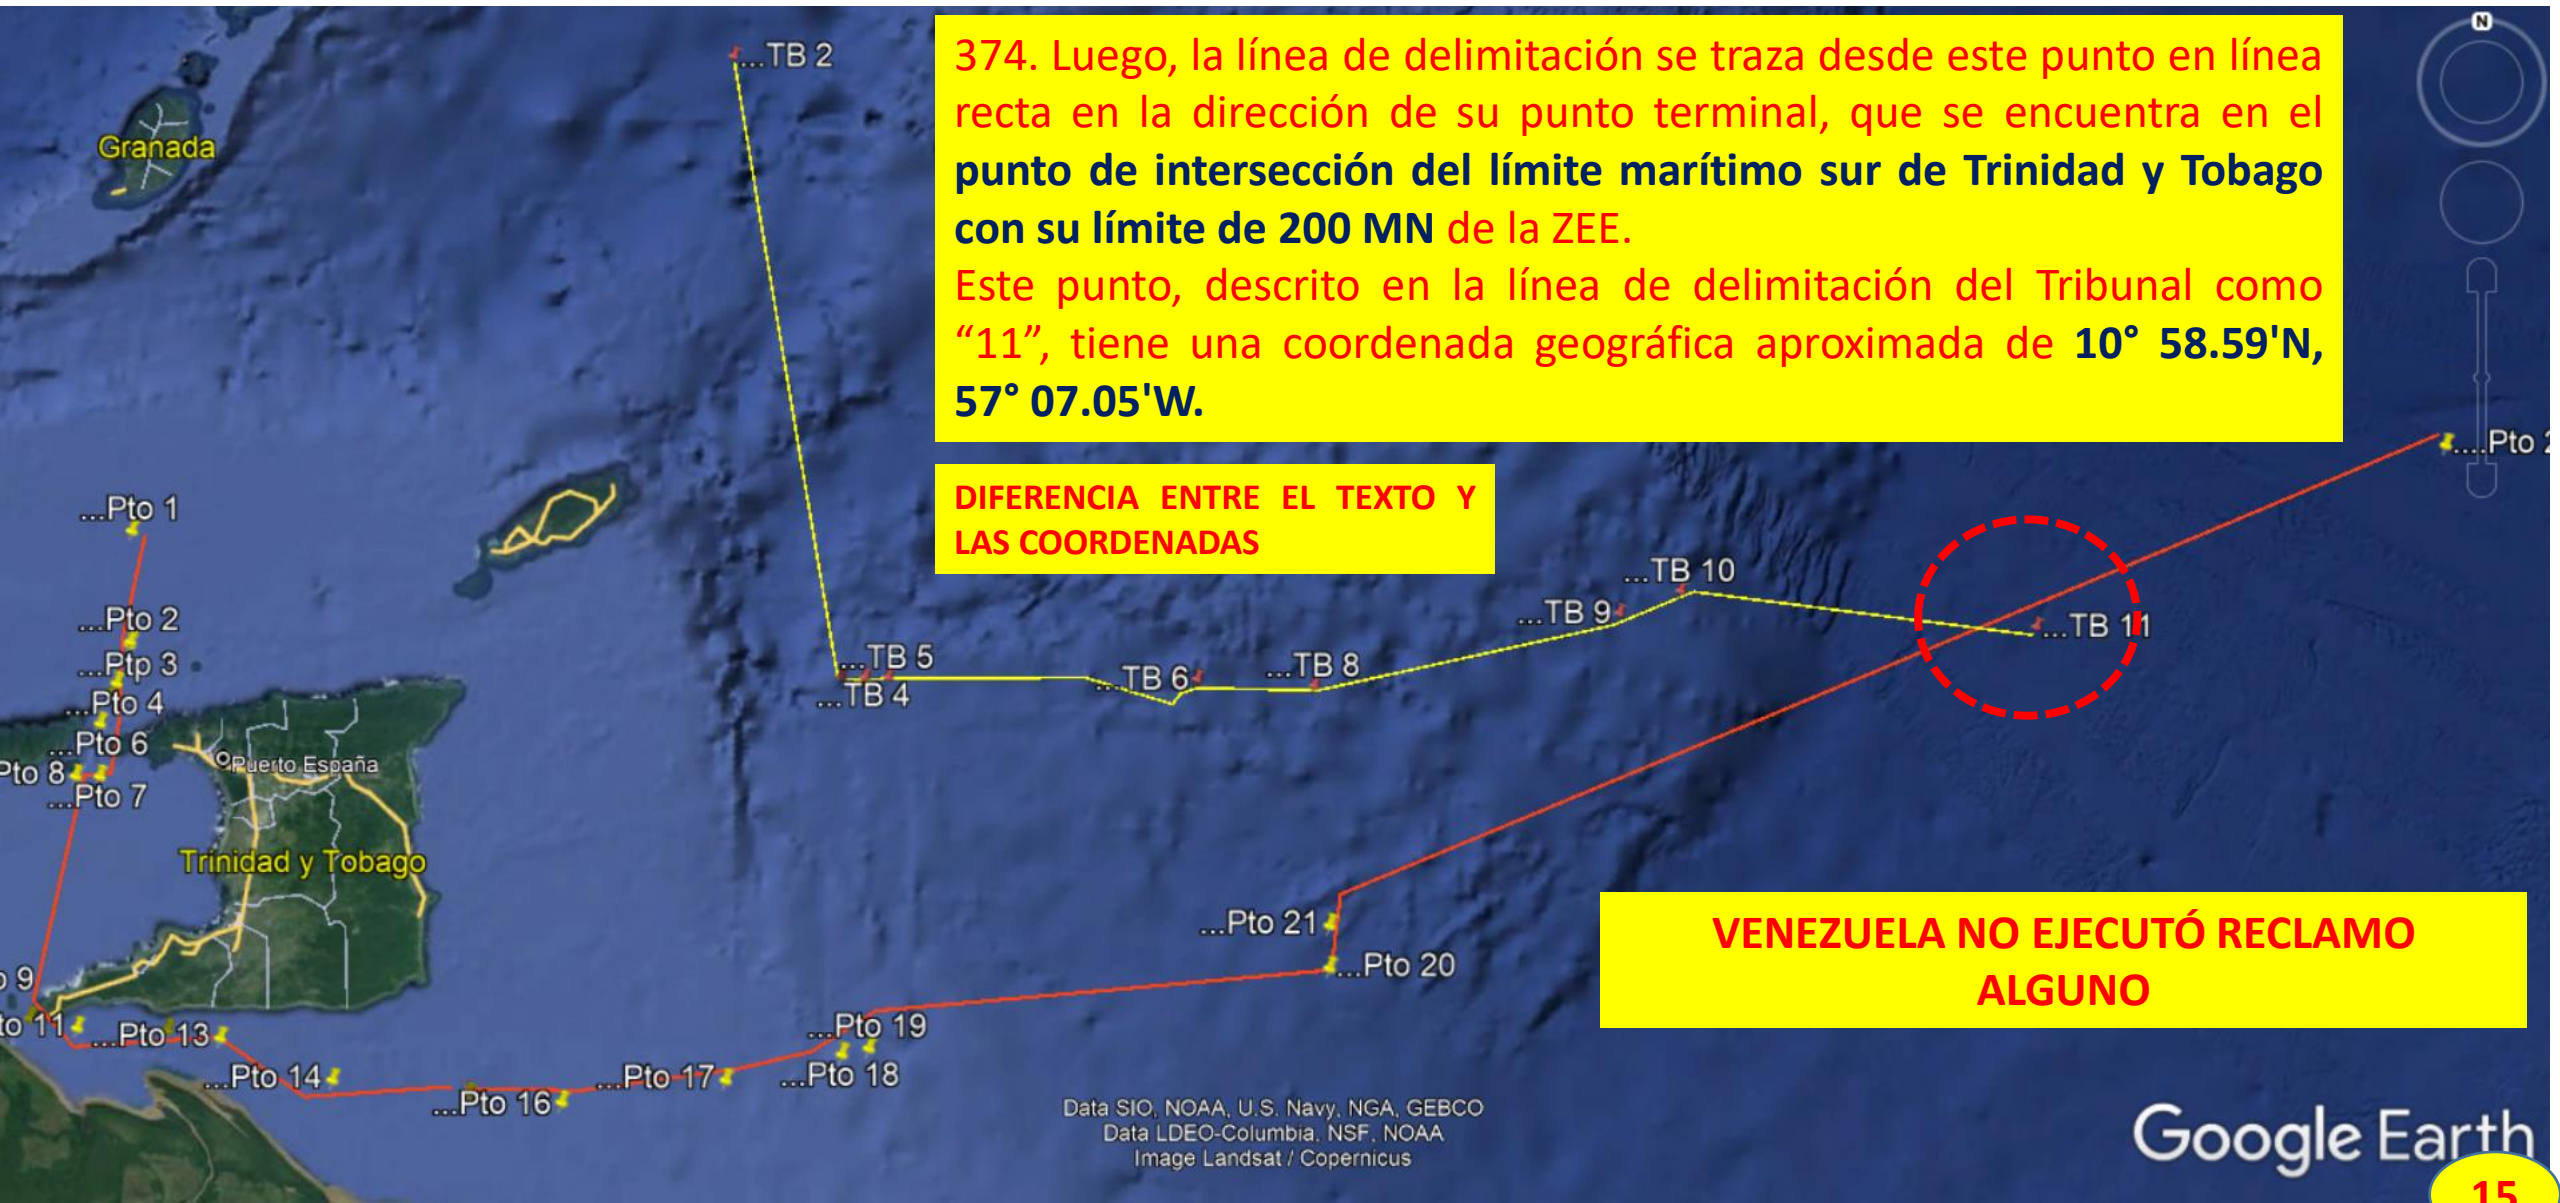 N
...TB 2
374. Luego, la línea de delimitación se traza desde este punto en línea
recta en la dirección de su punto terminal, que se encuentra en el
punto de intersección del límite marítimo sur de Trinidad y Tobago
con su límite de 200 MN de la ZEE.
Este punto, descrito en la línea de delimitación del Tribunal como
“11”, tiene una coordenada geográfica aproximada de 10° 58.59'N,
57° 07.05'W.
Granada
....Pto 2
DIFERENCIA ENTRE EL TEXTO Y
LAS COORDENADAS
...Pto 1
...TB 10
...TB 9
...TB 11
...Pto 2
...TB 5
...Ptp 3
...TB 6
...TB 8
...TB 4
...Pto 4
...Pto 6
Puerto España
Pto 8
...Pto 7
Trinidad y Tobago
...Pto 21
VENEZUELA NO EJECUTÓ RECLAMO
ALGUNO
...Pto 20
o 9
to 11
...Pto 13
...Pto 19
...Pto 14
...Pto 17
...Pto 18
...Pto 16
Data SIO, NOAA, U.S. Navy, NGA, GEBCO
Data LDEO-Columbia, NSF, NOAA
Image Landsat / Copernicus
Google Earth
15